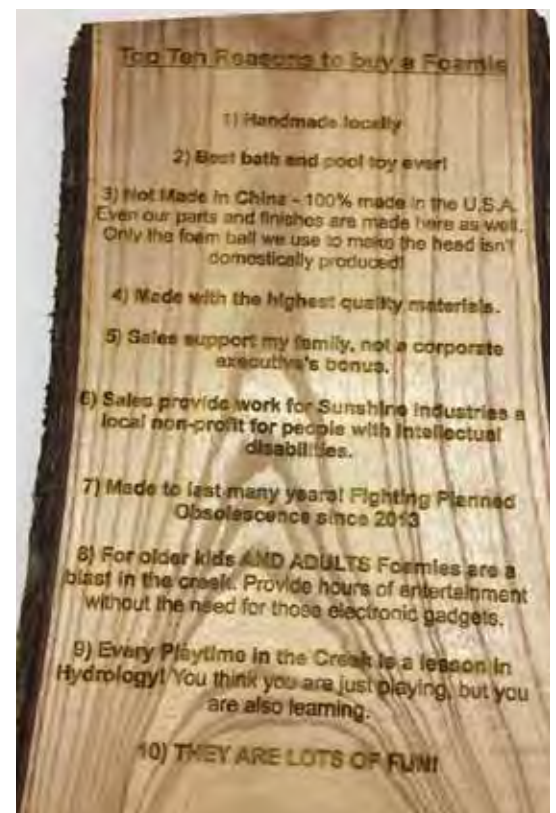 Top Ten Reasons to buy a Foamie
1) Handmade locally
2) Best bath and pool toy ever!
3) Not Made in China - 100% made in the U.S.A.
Even our parts and finishes are made here as well.
Only the foam ball we use to make the head isn't
domestically produced!
4) Made with the highest quality materials.
5) Sales support my family, not a corporate
executive's bonus.
6) Sales provide work for Sunshine Industries a
local non-profit for people with intellectual
disabilities.
7) Made to last many years! Fighting Planned
Obsolescence since 2013
8) For older kids AND ADULTS Foamies are a
blast in the creek. Provide hours of entertainment
without the need for those electronic gadgets.
9) Every Playtime in the Creek is a lesson in
Hydrology! You think you are just playing, but you
are also learning.
10) THEY ARE LOTS OF FUN!